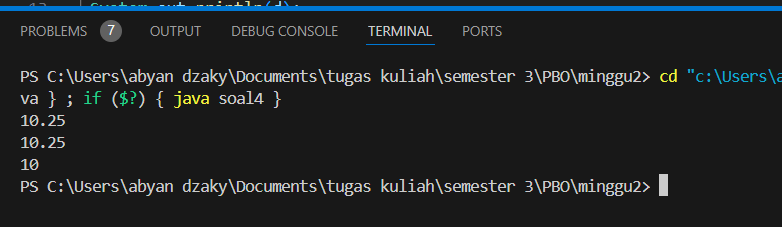 System.out.println(d);
PROBLEMS 7 OUTPUT DEBUG CONSOLE TERMINAL PORTS
PS C:\Users\abyan dzaky\Documents\tugas kuliah\semester 3\PBO\minggu2> cd "c:\Users\a
va } ; if ($?) { java soal4 }
10.25
10.25
10
PS C:\Users\abyan dzaky\Documents\tugas kuliah\semester 3\PBO\minggu2>